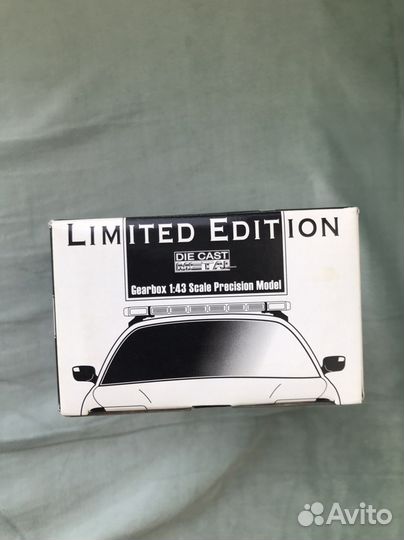 LIMITED EDITION
DIE CAST
Gearbox 1:43 Scale Precision Model
Avito